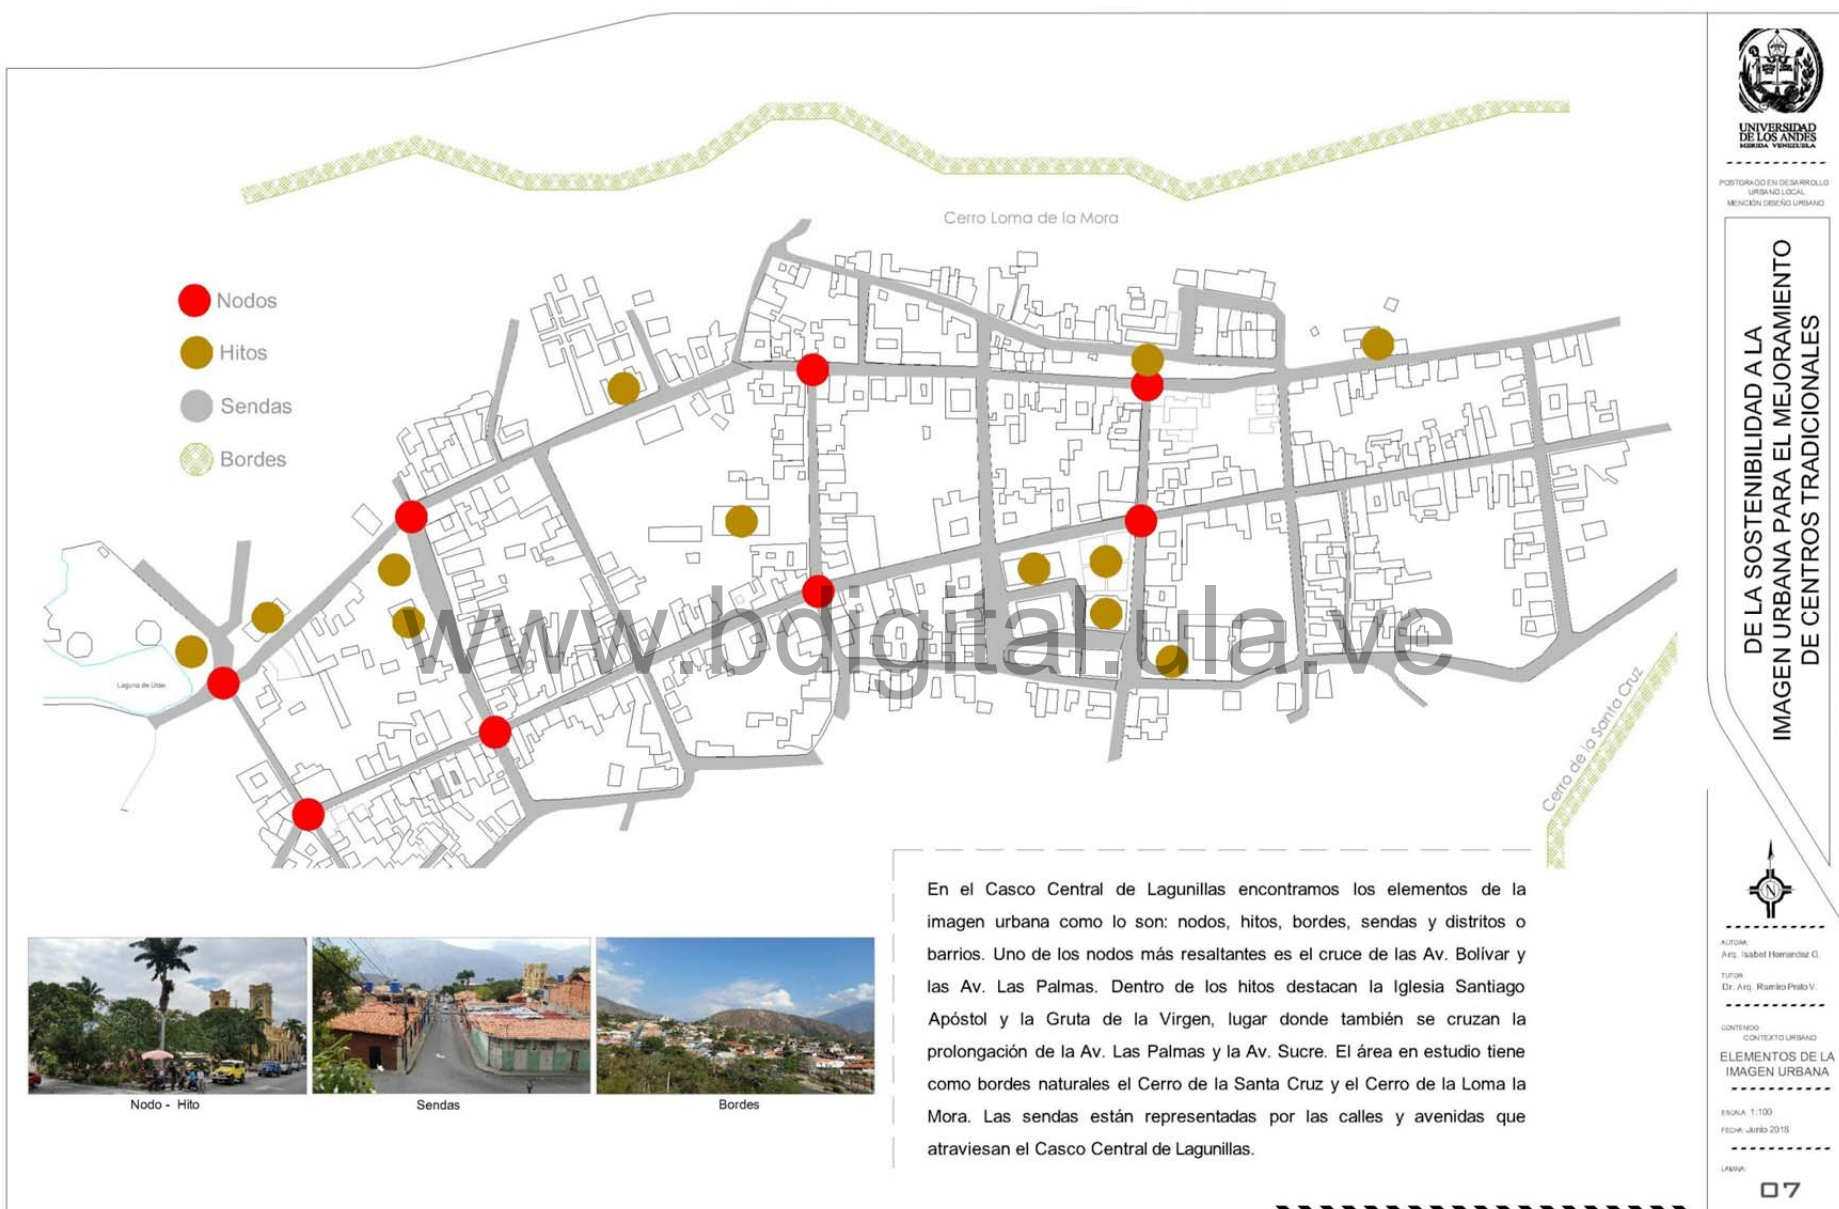 Cerro Loma de la Mora
Nodos
Hitos
Sendas
Bordes
Laguna de Urao
Cerro de la Santa Cruz
www.bdigital.ula.ve
En el Casco Central de Lagunillas encontramos los elementos de la
imagen urbana como lo son: nodos, hitos, bordes, sendas y distritos o
barrios. Uno de los nodos más resaltantes es el cruce de las Av. Bolívar y
las Av. Las Palmas. Dentro de los hitos destacan la Iglesia Santiago
Apóstol y la Gruta de la Virgen, lugar donde también se cruzan la
prolongación de la Av. Las Palmas y la Av. Sucre. El área en estudio tiene
como bordes naturales el Cerro de la Santa Cruz y el Cerro de la Loma la
Mora. Las sendas están representadas por las calles y avenidas que
atraviesan el Casco Central de Lagunillas.
Nodo - Hito
Sendas
Bordes
UNIVERSIDAD
DE LOS ANDES
MERIDA VENEZUELA
POSTGRADO EN DESARROLLO
URBANO LOCAL
MENCIÓN DISEÑO URBANO
DE LA SOSTENIBILIDAD A LA
IMAGEN URBANA PARA EL MEJORAMIENTO
DE CENTROS TRADICIONALES
N
AUTORA:
Arq. Isabel Hernandez G.
TUTOR:
Dr. Arq. Ramiro Prato V.
CONTENIDO:
CONTEXTO URBANO
ELEMENTOS DE LA
IMAGEN URBANA
ESCALA: 1:100
FECHA: Junio 2018
LAMINA:
07